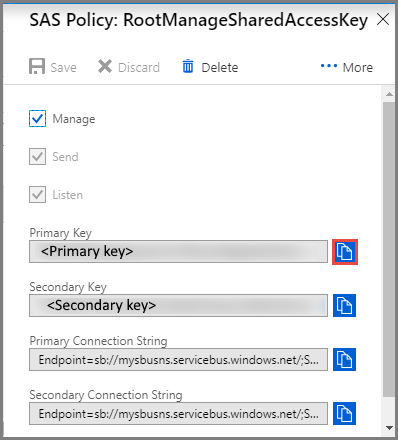 SAS Policy: RootManageSharedAccessKey
Save Discard Delete More
Manage
Send
Listen
Primary Key
<Primary key>
Secondary Key
<Secondary key>
Primary Connection String
Endpoint=sb://mysbusns.servicebus.windows.net/;S...
Secondary Connection String
Endpoint=sb://mysbusns.servicebus.windows.net/;S...